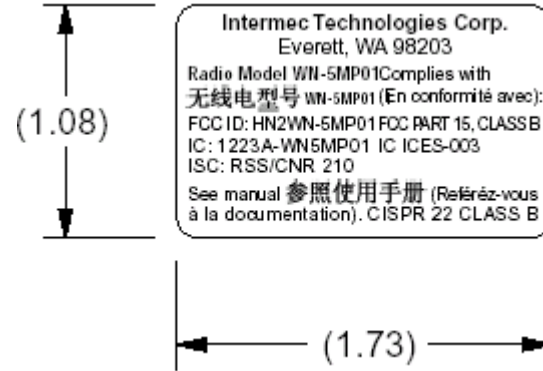 Intermec Technologies Corp.
Everett, WA 98203
Radio Model WN-5MP01Complies with
无线电型号 WN-5MP01 (En conformité avec):
FCC ID: HN2WN-5MP01 FCC PART 15, CLASS B
IC: 1223A-WN5MP01 IC ICES-003
ISC: RSS/CNR 210
See manual 参照使用手册 (Referéz-vous
à la documentation). CISPR 22 CLASS B
(1.08)
(1.73)